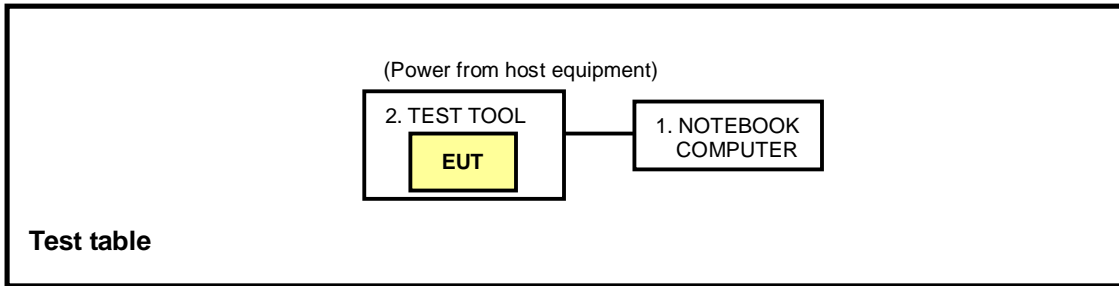 (Power from host equipment)
2. TEST TOOL
EUT
1. NOTEBOOK
COMPUTER
Test table